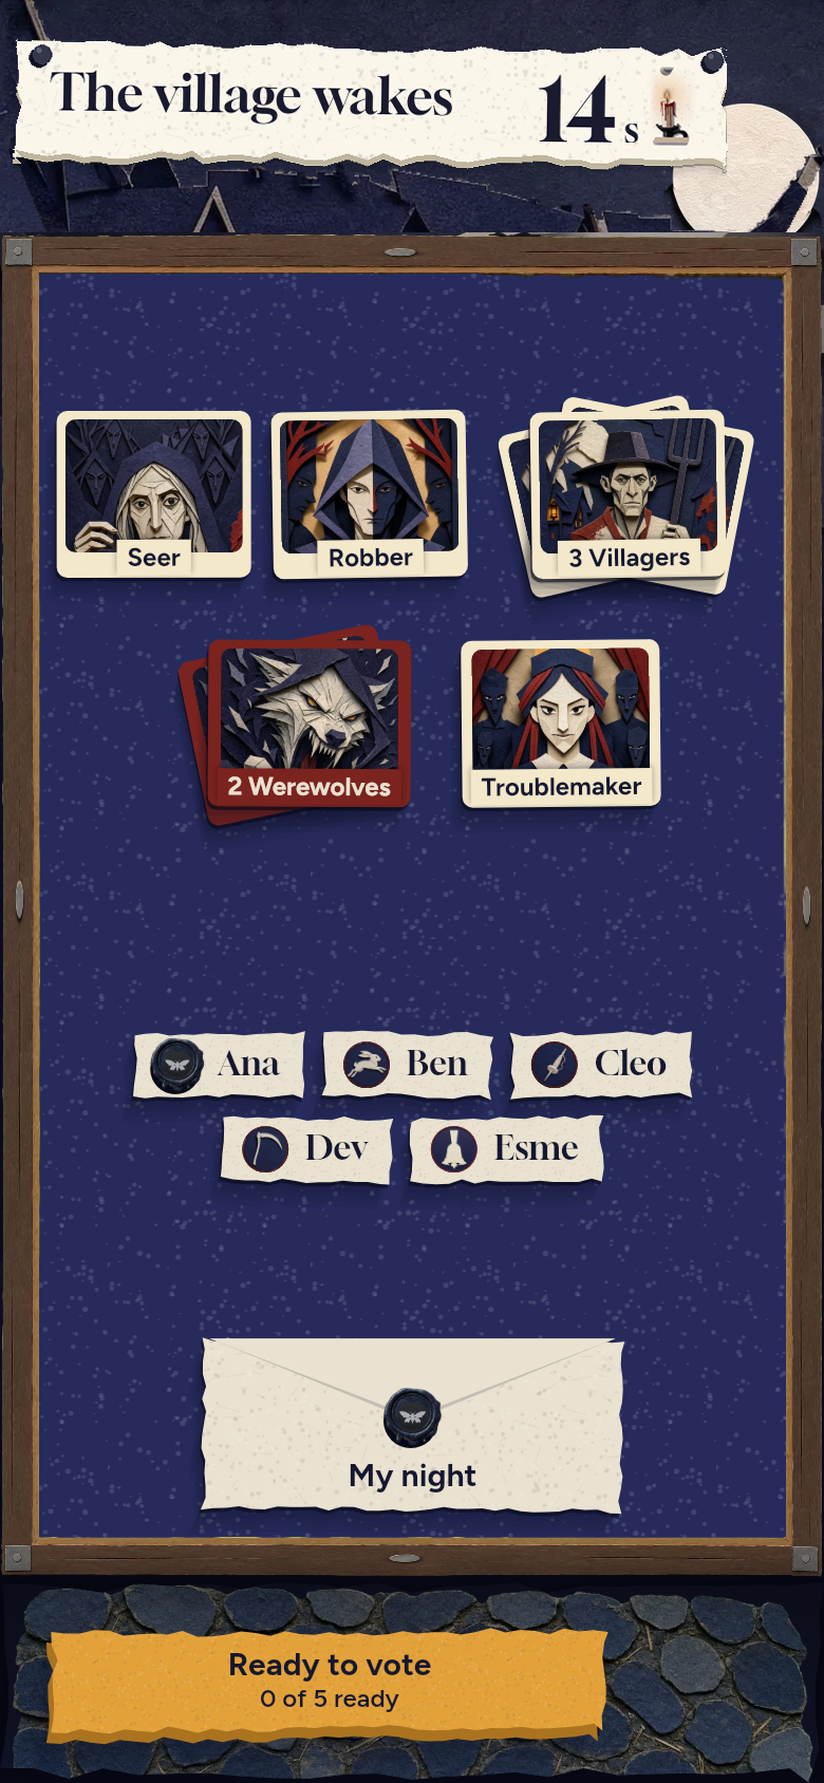 The village wakes
14 s
Seer
Robber
3 Villagers
2 Werewolves
Troublemaker
Ana
Ben
Cleo
Dev
Esme
My night
Ready to vote
0 of 5 ready